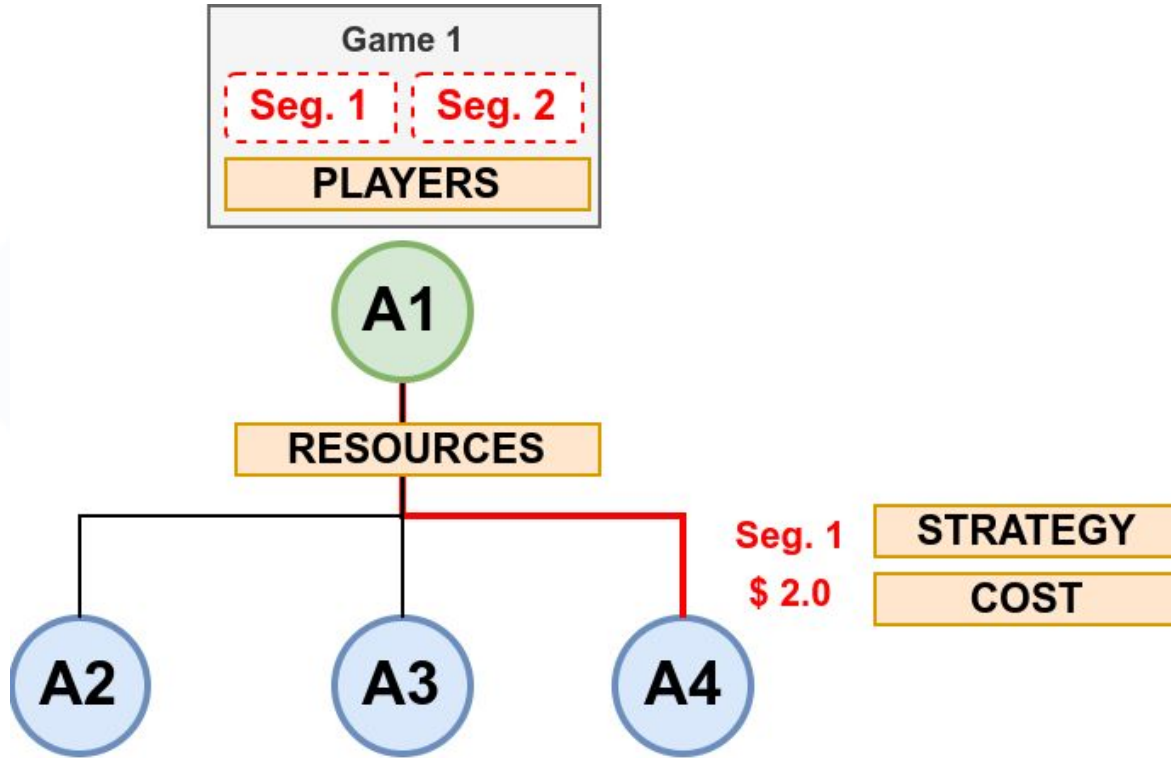 Game 1
Seg. 1 Seg. 2
PLAYERS
A1
RESOURCES
Seg. 1 STRATEGY
$ 2.0 COST
A2 A3 A4